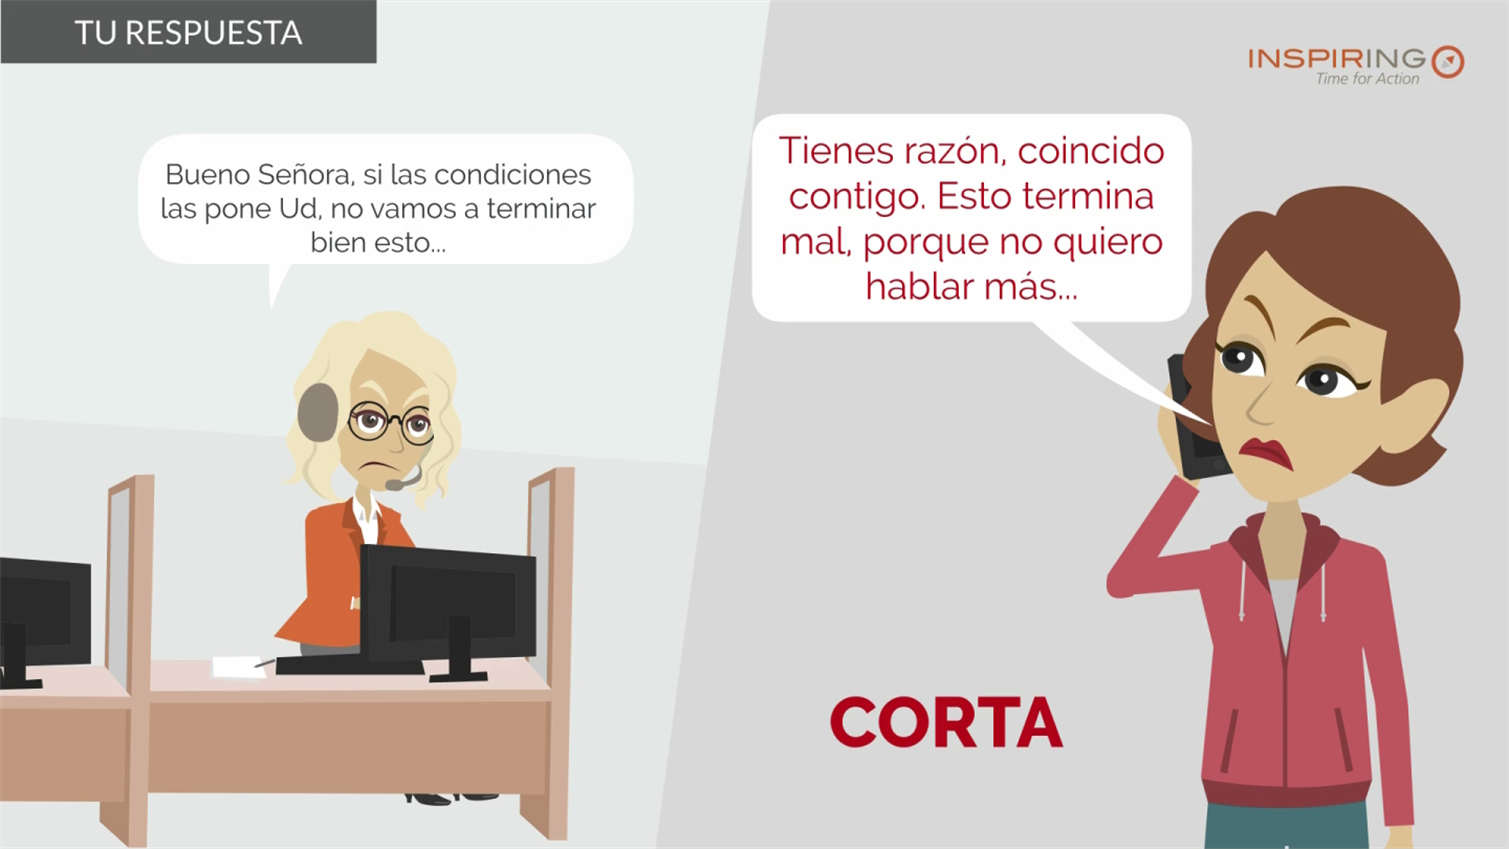 TU RESPUESTA
INSPIRING
Time for Action
Bueno Señora, si las condiciones
las pone Ud, no vamos a terminar
bien esto...
Tienes razón, coincido
contigo. Esto termina
mal, porque no quiero
hablar más...
CORTA